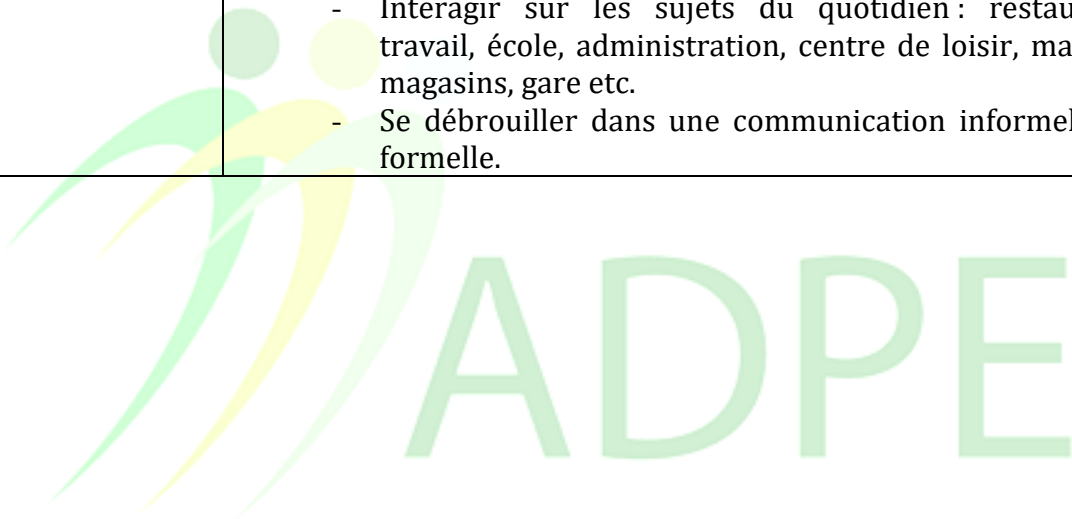 - Interagir sur les sujets du quotidien : restau
travail, école, administration, centre de loisir, ma
magasins, gare etc.
- Se débrouiller dans une communication informel
formelle.
ADPE